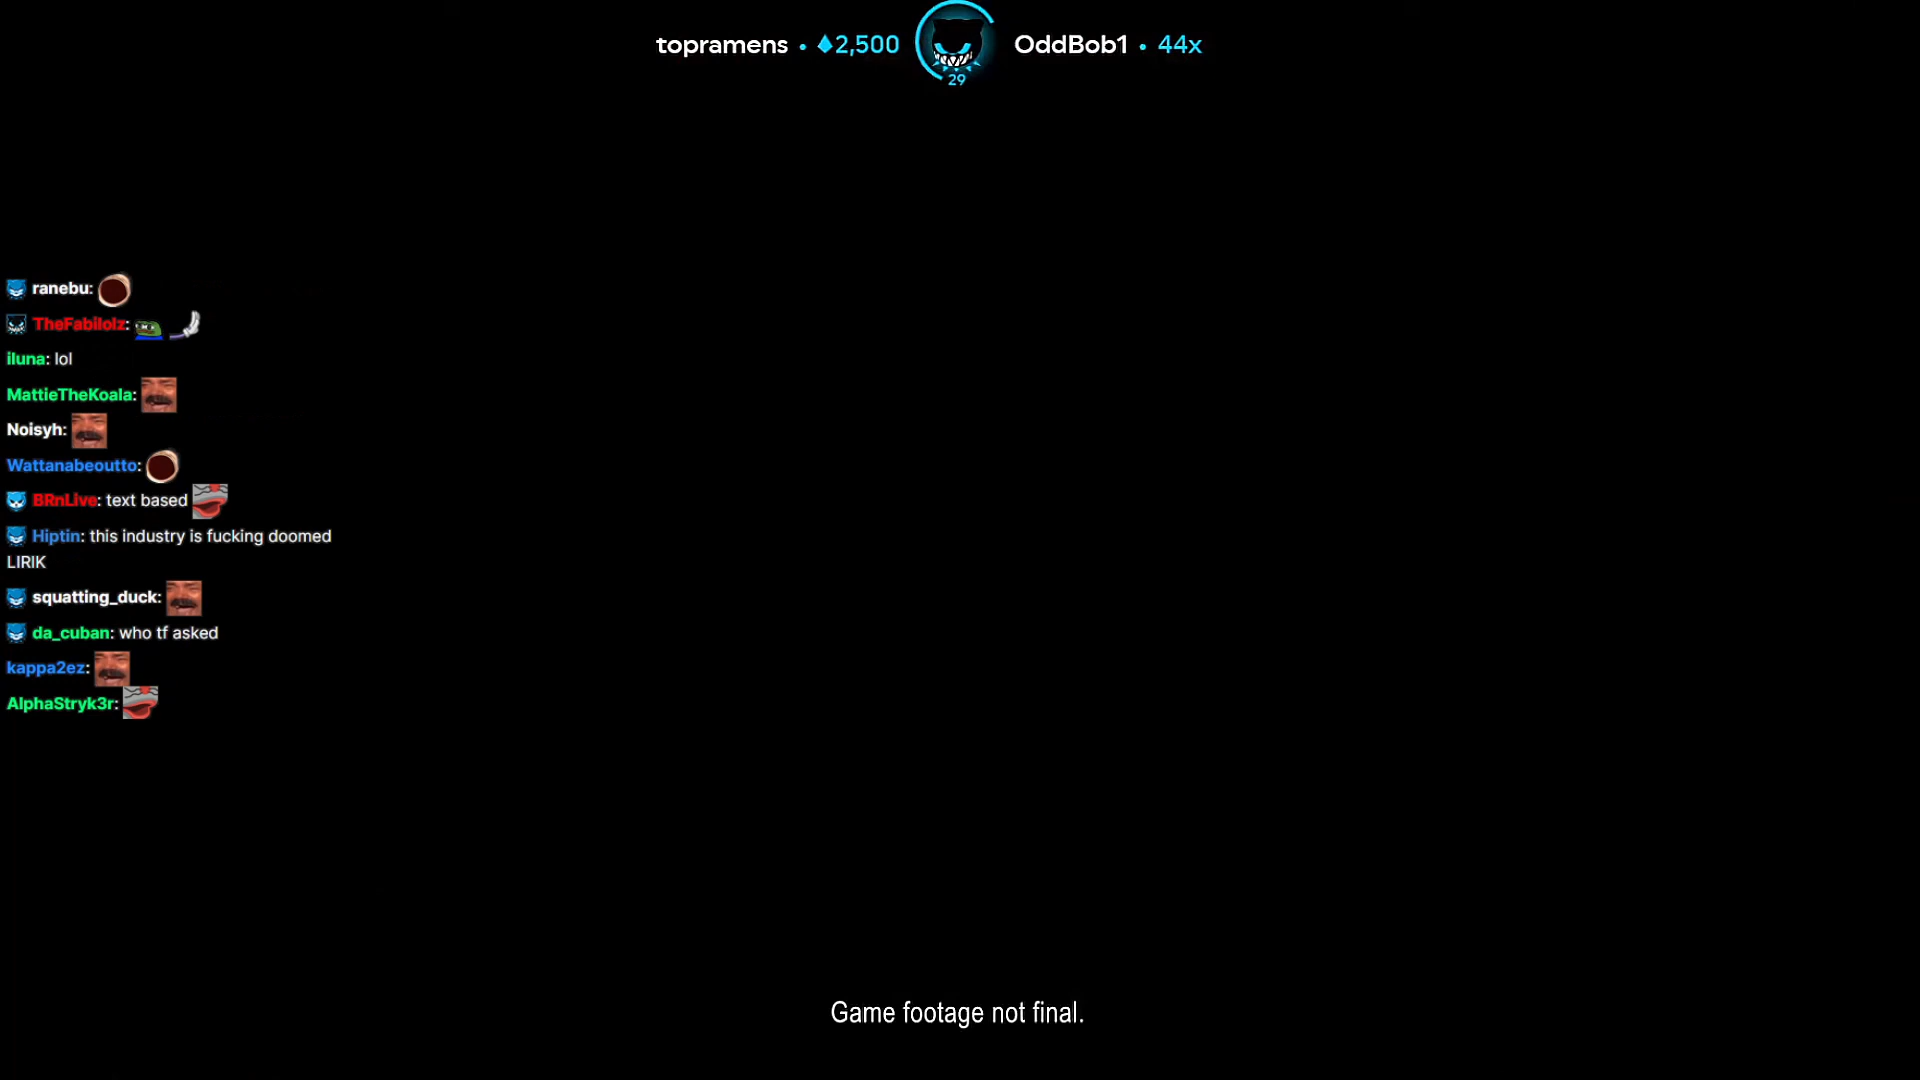 topramens • 2,500
29
OddBob1 • 44x
ranebu:
TheFabilolz:
iluna: lol
MattieTheKoala:
Noisyh:
Wattanabeoutto:
BRnLive: text based
Hiptin: this industry is fucking doomed
LIRIK
squatting_duck:
da_cuban: who tf asked
kappa2ez:
AlphaStryk3r:
Game footage not final.